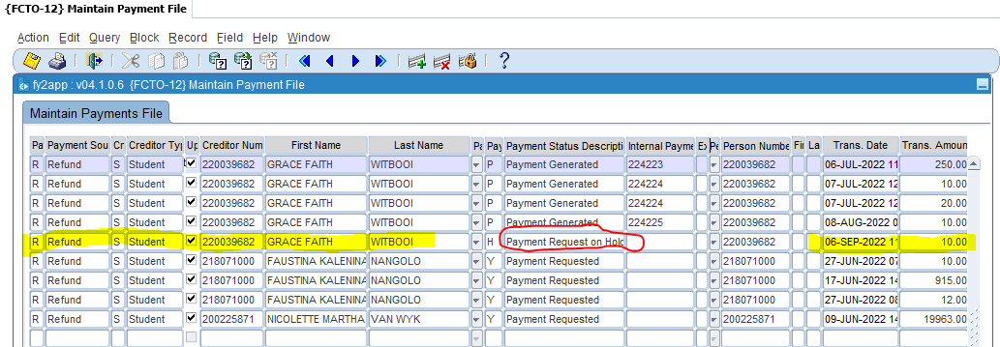 {FCTO-12} Maintain Payment File
Action Edit Query Block Record Field Help Window
fy2app : v04.1.0.6 {FCTO-12} Maintain Payment File
Maintain Payments File
Pa Payment Sou Cr Creditor Typ Up Creditor Num First Name Last Name Pa Pay Payment Status Descripti Internal Payme Ex Pe Person Numbe Fi La Trans. Date Trans. Amoun
R Refund S Student 220039682 GRACE FAITH WITBOOI P Payment Generated 224223 220039682 06-JUL-2022 11 250.00
R Refund S Student 220039682 GRACE FAITH WITBOOI P Payment Generated 224224 220039682 07-JUL-2022 12 10.00
R Refund S Student 220039682 GRACE FAITH WITBOOI P Payment Generated 224224 220039682 07-JUL-2022 12 20.00
R Refund S Student 220039682 GRACE FAITH WITBOOI P Payment Generated 224225 220039682 08-AUG-2022 0 10.00
R Refund S Student 220039682 GRACE FAITH WITBOOI H Payment Request on Hold 220039682 06-SEP-2022 11 10.00
R Refund S Student 218071000 FAUSTINA KALENINA NANGOLO Y Payment Requested 218071000 27-JUN-2022 07 10.00
R Refund S Student 218071000 FAUSTINA KALENINA NANGOLO Y Payment Requested 218071000 17-JUN-2022 14 915.00
R Refund S Student 218071000 FAUSTINA KALENINA NANGOLO Y Payment Requested 218071000 27-JUN-2022 08 12.00
R Refund S Student 200225871 NICOLETTE MARTHA VAN WYK Y Payment Requested 200225871 09-JUN-2022 14 19963.00